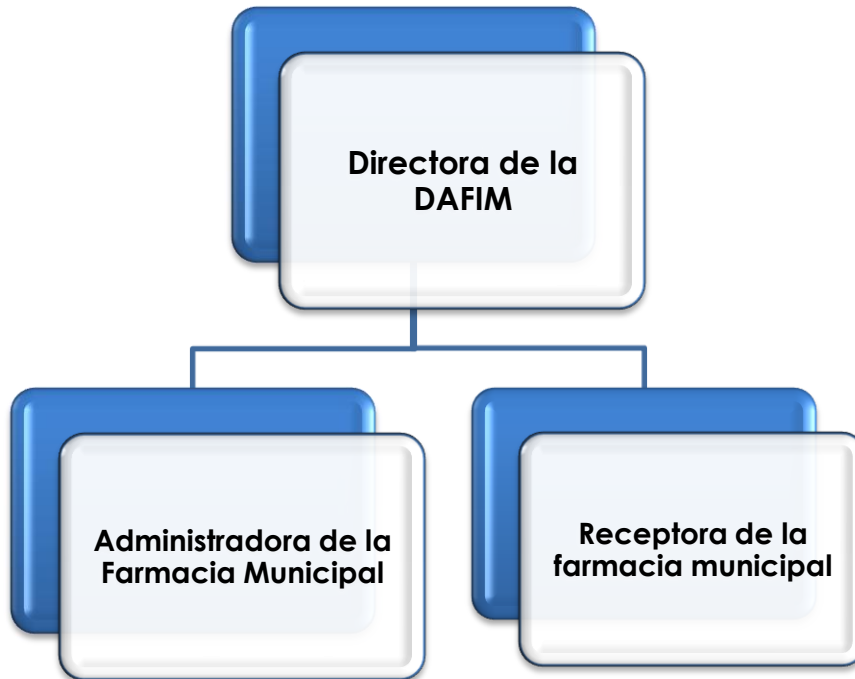 Directora de la
DAFIM
Administradora de la
Farmacia Municipal
Receptora de la
farmacia municipal